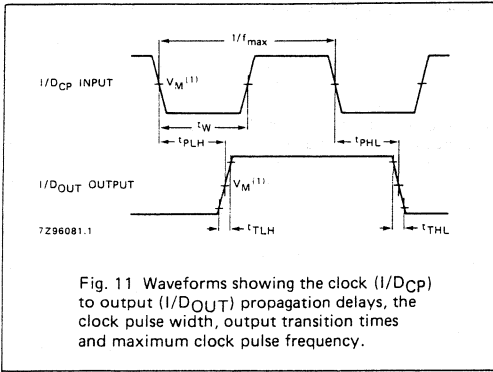 1/fmax
I/DCP INPUT
VM(1)
tW
tPLH
tPHL
I/DOUT OUTPUT
VM(1)
7Z96081.1
tTLH
tTHL
Fig. 11 Waveforms showing the clock (I/DCP)
to output (I/DOUT) propagation delays, the
clock pulse width, output transition times
and maximum clock pulse frequency.